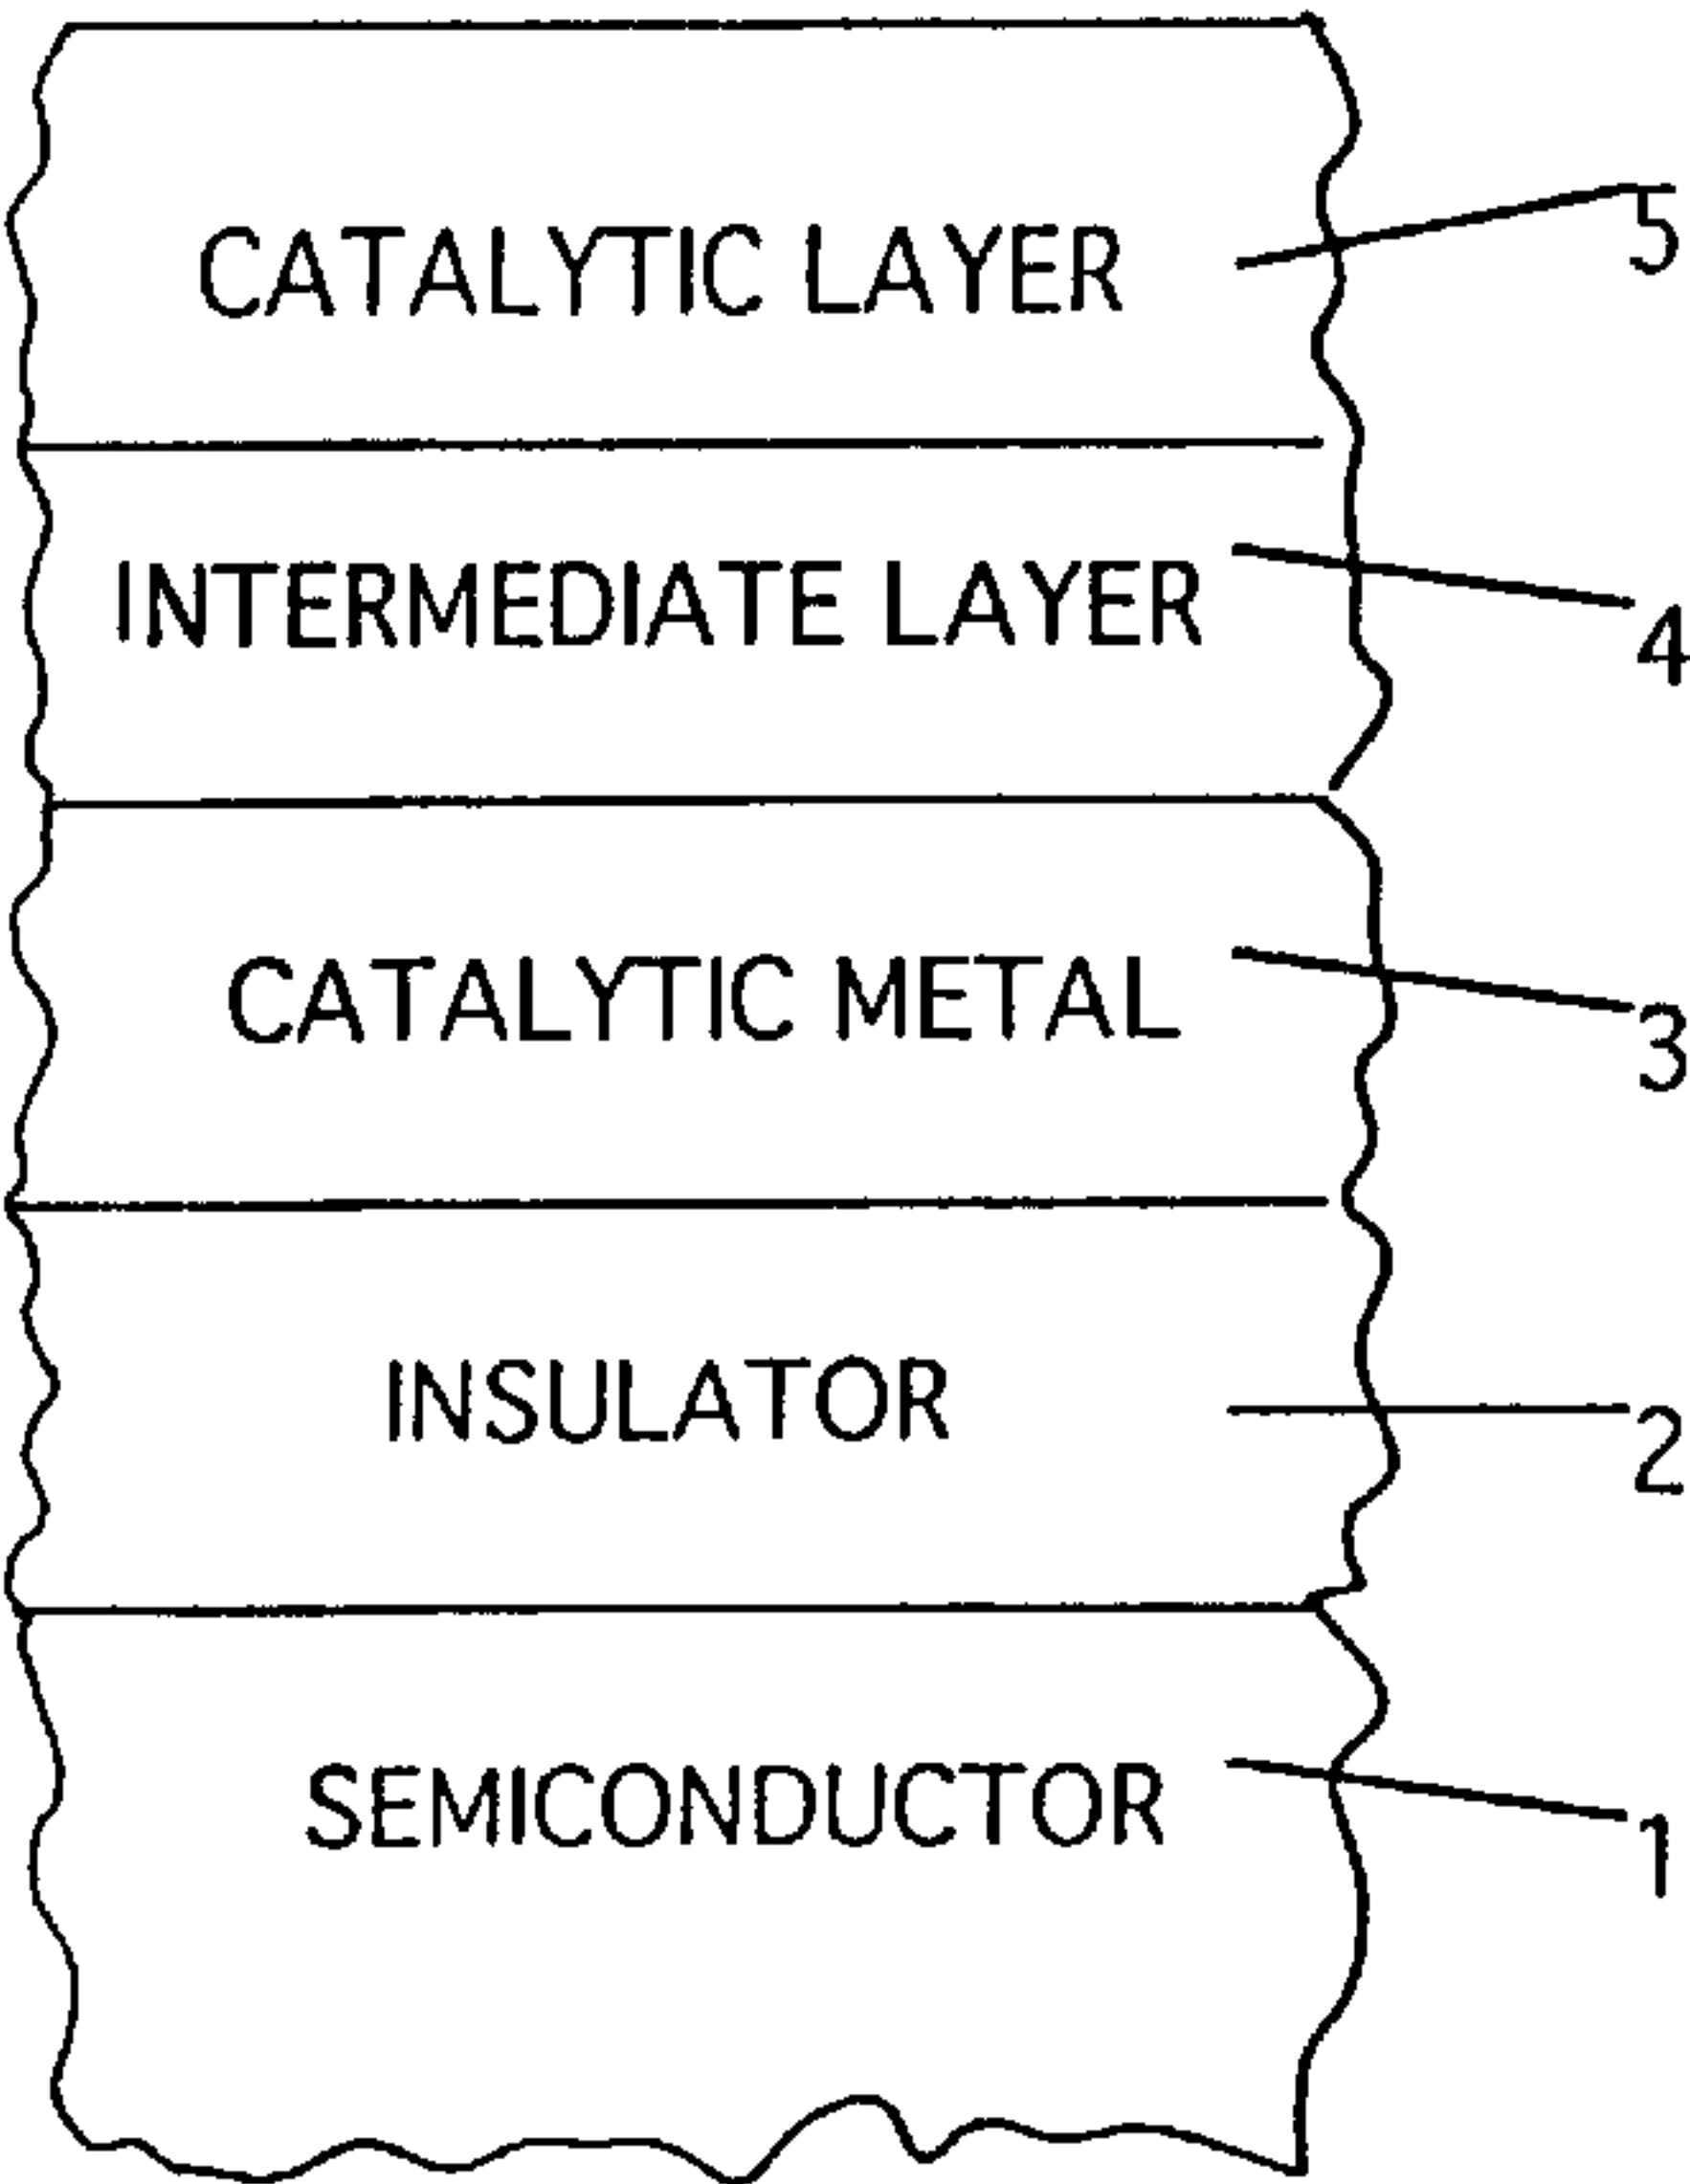 CATALYTIC LAYER
5
INTERMEDIATE LAYER
4
CATALYTIC METAL
3
INSULATOR
2
SEMICONDUCTOR
1